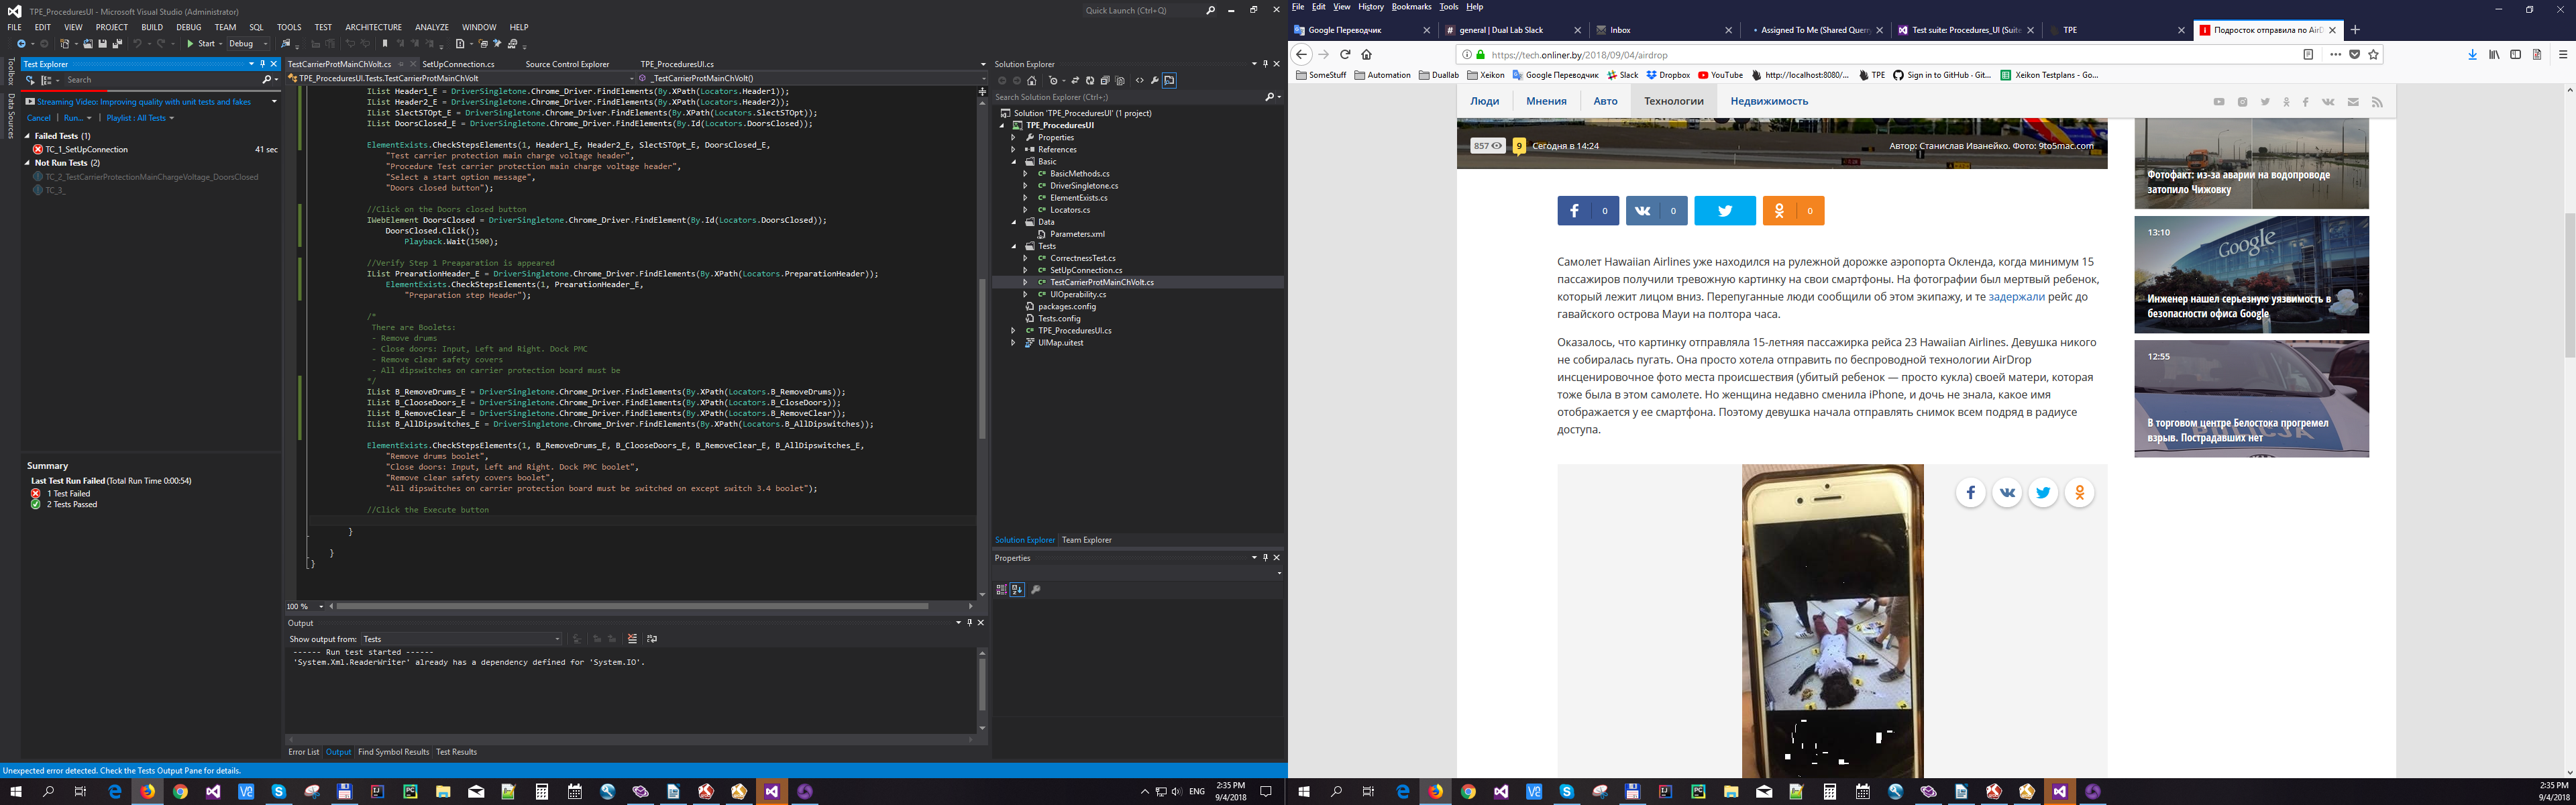 TPE_ProceduresUI - Microsoft Visual Studio (Administrator)
Quick Launch (Ctrl+Q)
FILE EDIT VIEW PROJECT BUILD DEBUG TEAM SQL TOOLS TEST ARCHITECTURE ANALYZE WINDOW HELP
Start Debug
Toolbox
Data Sources
Test Explorer
Search
Streaming Video: Improving quality with unit tests and fakes
Cancel Run... Playlist : All Tests
Failed Tests (1)
TC_1_SetUpConnection 41 sec
Not Run Tests (2)
TC_2_TestCarrierProtectionMainChargeVoltage_DoorsClosed
TC_3_
Summary
Last Test Run Failed (Total Run Time 0:00:54)
1 Test Failed
2 Tests Passed
TestCarrierProtMainChVolt.cs SetUpConnection.cs Source Control Explorer TPE_ProceduresUI.cs
TPE_ProceduresUI.Tests.TestCarrierProtMainChVolt _TestCarrierProtMainChVolt()
IList Header1_E = DriverSingletone.Chrome_Driver.FindElements(By.XPath(Locators.Header1));
IList Header2_E = DriverSingletone.Chrome_Driver.FindElements(By.XPath(Locators.Header2));
IList SlectSTOpt_E = DriverSingletone.Chrome_Driver.FindElements(By.XPath(Locators.SlectSTOpt));
IList DoorsClosed_E = DriverSingletone.Chrome_Driver.FindElements(By.Id(Locators.DoorsClosed));
ElementExists.CheckStepsElements(1, Header1_E, Header2_E, SlectSTOpt_E, DoorsClosed_E,
"Test carrier protection main charge voltage header",
"Procedure Test carrier protection main charge voltage header",
"Select a start option message",
"Doors closed button");
//Click on the Doors closed button
IWebElement DoorsClosed = DriverSingletone.Chrome_Driver.FindElement(By.Id(Locators.DoorsClosed));
DoorsClosed.Click();
Playback.Wait(1500);
//Verify Step 1 Preaparation is appeared
IList PrearationHeader_E = DriverSingletone.Chrome_Driver.FindElements(By.XPath(Locators.PreparationHeader));
ElementExists.CheckStepsElements(1, PrearationHeader_E,
"Preparation step Header");
/*
There are Boolets:
- Remove drums
- Close doors: Input, Left and Right. Dock PMC
- Remove clear safety covers
- All dipswitches on carrier protection board must be
*/
IList B_RemoveDrums_E = DriverSingletone.Chrome_Driver.FindElements(By.XPath(Locators.B_RemoveDrums));
IList B_ClooseDoors_E = DriverSingletone.Chrome_Driver.FindElements(By.XPath(Locators.B_CloseDoors));
IList B_RemoveClear_E = DriverSingletone.Chrome_Driver.FindElements(By.XPath(Locators.B_RemoveClear));
IList B_AllDipswitches_E = DriverSingletone.Chrome_Driver.FindElements(By.XPath(Locators.B_AllDipswitches));
ElementExists.CheckStepsElements(1, B_RemoveDrums_E, B_ClooseDoors_E, B_RemoveClear_E, B_AllDipswitches_E,
"Remove drums boolet",
"Close doors: Input, Left and Right. Dock PMC boolet",
"Remove clear safety covers boolet",
"All dipswitches on carrier protection board must be switched on except switch 3.4 boolet");
//Click the Execute button
}
}
}
100 %
Output
Show output from: Tests
------ Run test started ------
'System.Xml.ReaderWriter' already has a dependency defined for 'System.IO'.
Error List Output Find Symbol Results Test Results
Unexpected error detected. Check the Tests Output Pane for details.
Solution Explorer
Search Solution Explorer (Ctrl+;)
Solution 'TPE_ProceduresUI' (1 project)
TPE_ProceduresUI
Properties
References
Basic
BasicMethods.cs
DriverSingletone.cs
ElementExists.cs
Locators.cs
Data
Parameters.xml
Tests
CorrectnessTest.cs
SetUpConnection.cs
TestCarrierProtMainChVolt.cs
UIOperability.cs
packages.config
Tests.config
TPE_ProceduresUI.cs
UIMap.uitest
Solution Explorer Team Explorer
Properties
ENG 2:35 PM
9/4/2018
File Edit View History Bookmarks Tools Help
Google Переводчик general | Dual Lab Slack Inbox Assigned To Me (Shared Query Test suite: Procedures_UI (Suite TPE Подросток отправила по AirD
https://tech.onliner.by/2018/09/04/airdrop
SomeStuff Automation Duallab Xeikon Google Переводчик Slack Dropbox YouTube http://localhost:8080/... TPE Sign in to GitHub · Git... Xeikon Testplans - Go...
Люди Мнения Авто Технологии Недвижимость
857 9 Сегодня в 14:24 Автор: Станислав Иванейко. Фото: 9to5mac.com
0 0 0
Самолет Hawaiian Airlines уже находился на рулежной дорожке аэропорта Окленда, когда минимум 15
пассажиров получили тревожную картинку на свои смартфоны. На фотографии был мертвый ребенок,
который лежит лицом вниз. Перепуганные люди сообщили об этом экипажу, и те задержали рейс до
гавайского острова Мауи на полтора часа.
Оказалось, что картинку отправляла 15-летняя пассажирка рейса 23 Hawaiian Airlines. Девушка никого
не собиралась пугать. Она просто хотела отправить по беспроводной технологии AirDrop
инсценировочное фото места происшествия (убитый ребенок — просто кукла) своей матери, которая
тоже была в этом самолете. Но женщина недавно сменила iPhone, и дочь не знала, какое имя
отображается у ее смартфона. Поэтому девушка начала отправлять снимок всем подряд в радиусе
доступа.
Фотофакт: из-за аварии на водопроводе
затопило Чижовку
13:10
Google
Инженер нашел серьезную уязвимость в
безопасности офиса Google
12:55
В торговом центре Белостока прогремел
взрыв. Пострадавших нет
2:35 PM
9/4/2018